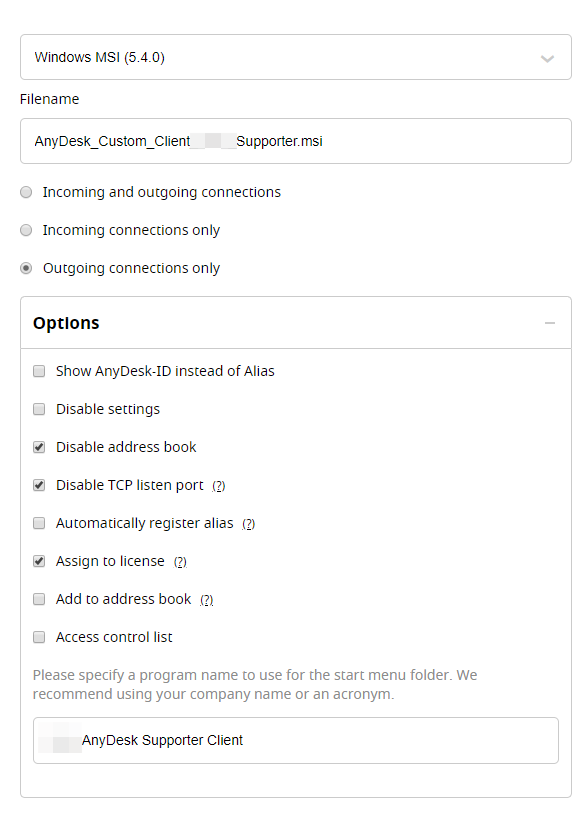 Windows MSI (5.4.0)
Filename
AnyDesk_Custom_Client Supporter.msi
Incoming and outgoing connections
Incoming connections only
Outgoing connections only
Options
Show AnyDesk-ID instead of Alias
Disable settings
Disable address book
Disable TCP listen port (?)
Automatically register alias (?)
Assign to license (?)
Add to address book (?)
Access control list
Please specify a program name to use for the start menu folder. We
recommend using your company name or an acronym.
AnyDesk Supporter Client